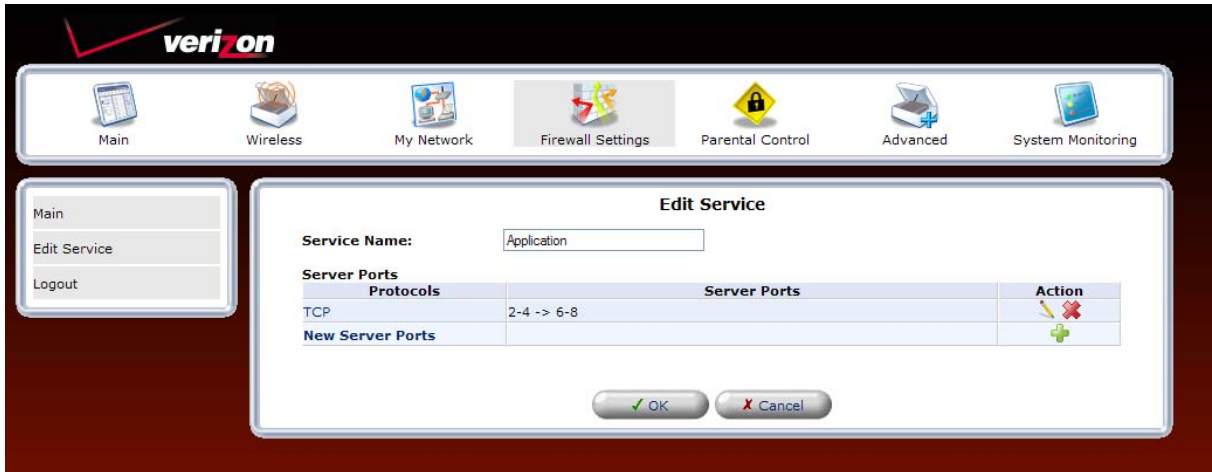 verizon
Main Wireless My Network Firewall Settings Parental Control Advanced System Monitoring
Main
Edit Service
Logout
Edit Service
Service Name: Application
Server Ports
Protocols Server Ports Action
TCP 2-4 -> 6-8
New Server Ports
OK Cancel